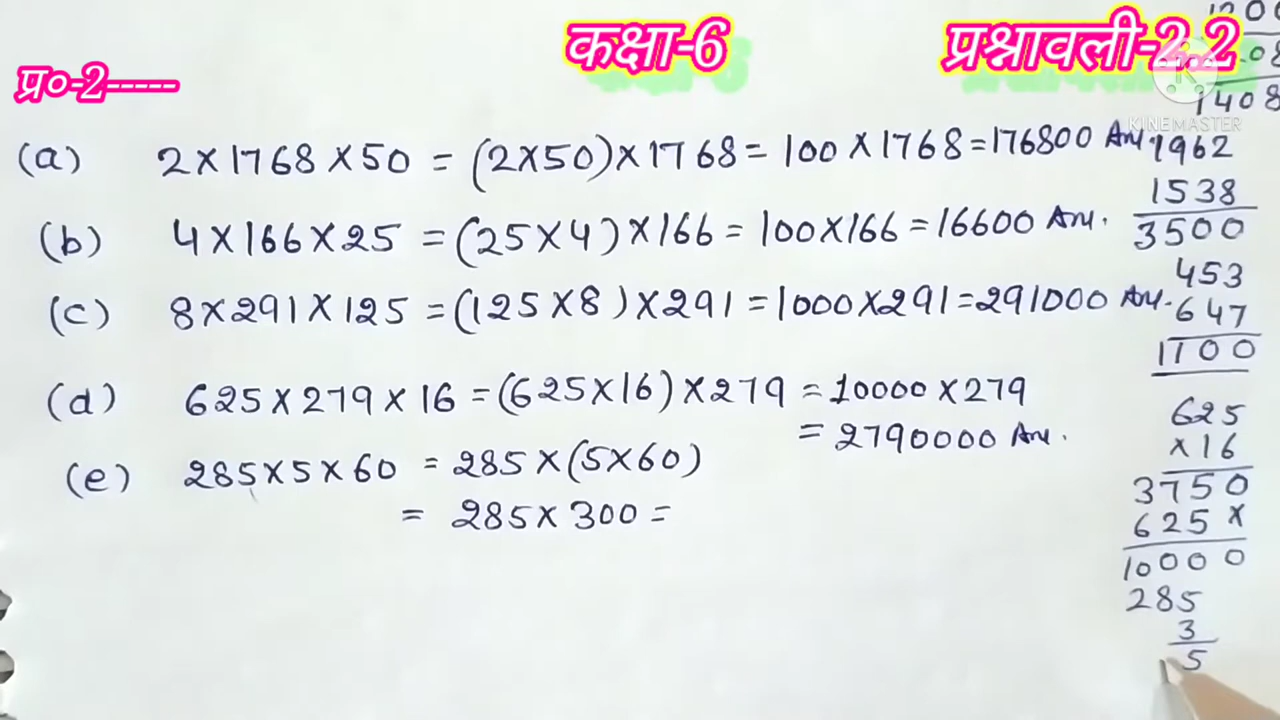 कक्षा-6 प्रश्नावली-2.2
प्र०-2-----
KINEMASTER
(a) 2×1768×50 = (2×50)×1768 = 100×1768 = 176800 Ans
(b) 4×166×25 = (25×4)×166 = 100×166 = 16600 Ans.
(c) 8×291×125 = (125×8)×291 = 1000×291 = 291000 Ans.
(d) 625×279×16 = (625×16)×279 = 10000×279
= 2790000 Ans.
(e) 285×5×60 = 285×(5×60)
= 285×300 =
1408
1962
1538
3500
453
647
1100
625
×16
3750
625×
10000
285
3
5